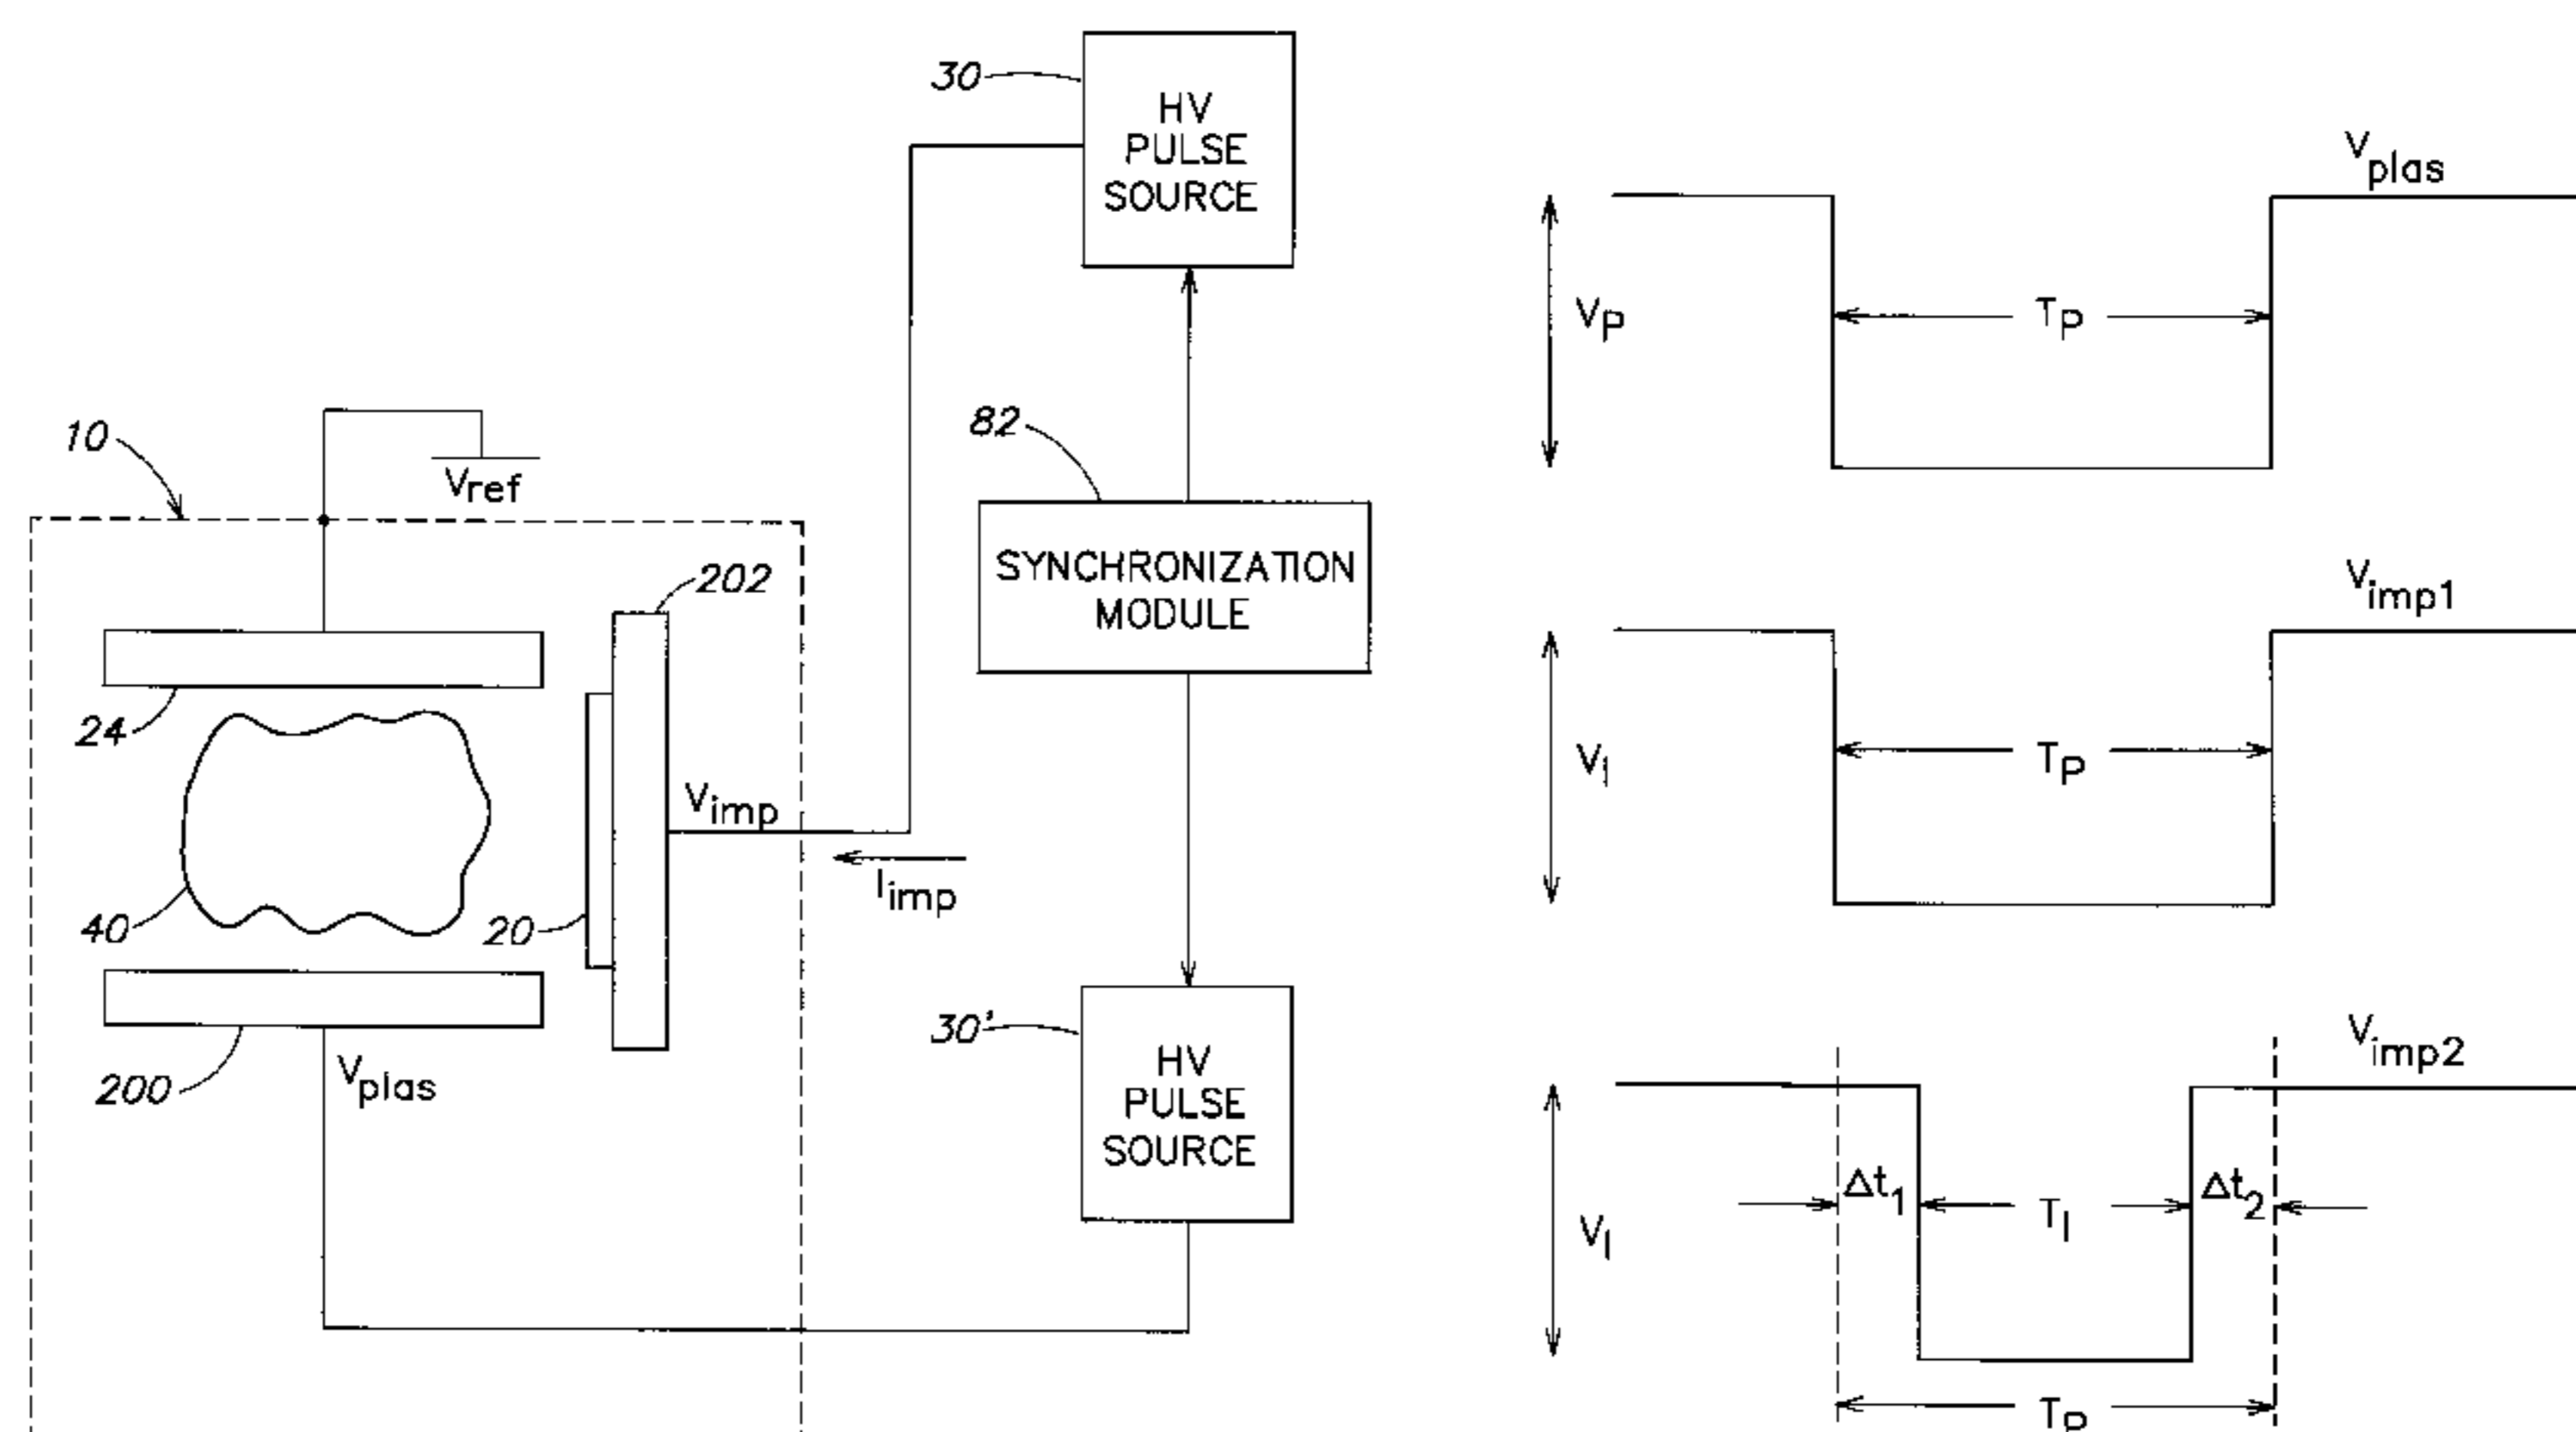 30
HV
PULSE
SOURCE
82
SYNCHRONIZATION
MODULE
10
Vref
202
24
Vimp
Iimp
40
20
30'
HV
PULSE
SOURCE
200
Vplas
Vplas
VP
TP
Vimp1
VI
TP
Vimp2
VI
Δt1
TI
Δt2
TP